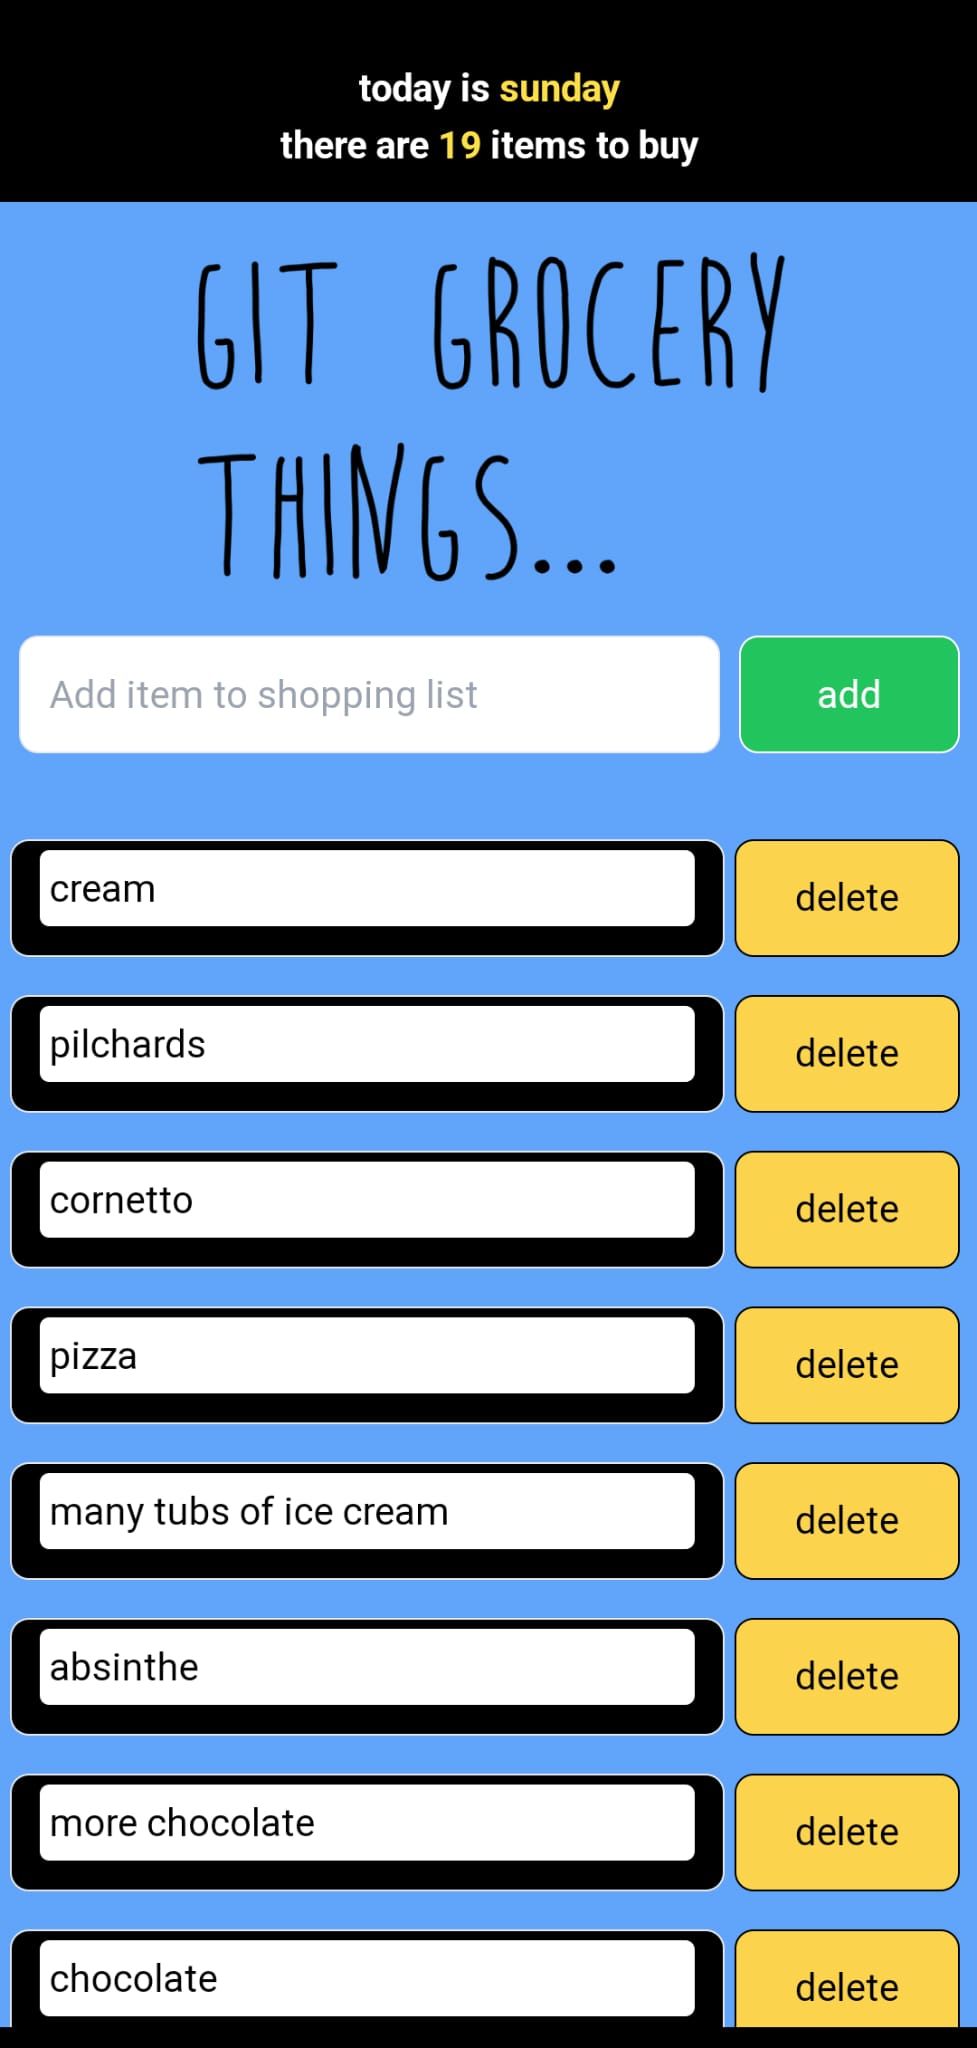 today is sunday
there are 19 items to buy
GIT GROCERY
THINGS...
Add item to shopping list
add
cream
delete
pilchards
delete
cornetto
delete
pizza
delete
many tubs of ice cream
delete
absinthe
delete
more chocolate
delete
chocolate
delete